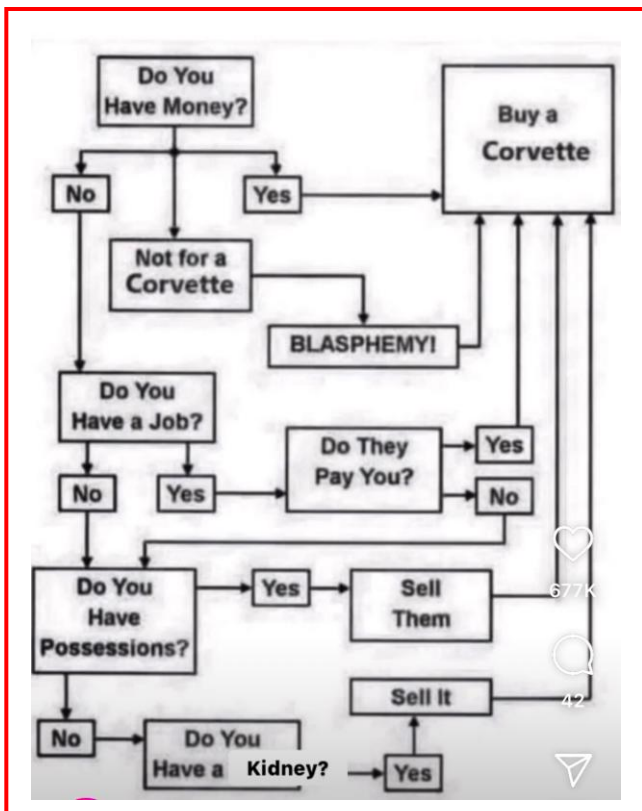 Do You
Have Money?
Buy a
Corvette
No
Yes
Not for a
Corvette
BLASPHEMY!
Do You
Have a Job?
Do They
Pay You?
Yes
No
Yes
No
Do You
Have
Possessions?
Yes
Sell
Them
677K
Sell It
42
No
Do You
Have a Kidney?
Yes